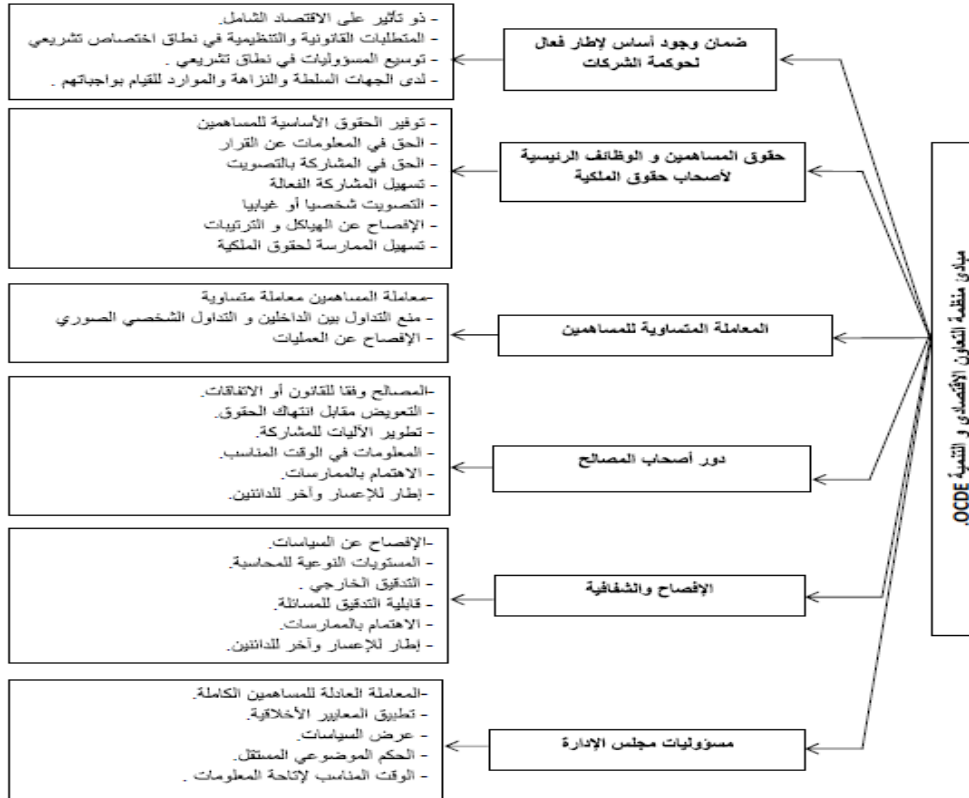 مبادئ منظمة التعاون الاقتصادي و التنمية OCDE.
ضمان وجود أساس لإطار فعال
لحوكمة الشركات
- ذو تأثير على الاقتصاد الشامل.
- المتطلبات القانونية والتنظيمية في نطاق اختصاص تشريعي
- توسيع المسؤوليات في نطاق تشريعي .
- لدى الجهات السلطة والنزاهة والموارد للقيام بواجباتهم .
حقوق المساهمين و الوظائف الرئيسية
لأصحاب حقوق الملكية
- توفير الحقوق الأساسية للمساهمين
- الحق في المعلومات عن القرار
- الحق في المشاركة بالتصويت
- تسهيل المشاركة الفعالة
- التصويت شخصيا أو غيابيا
- الإفصاح عن الهياكل و الترتيبات
- تسهيل الممارسة لحقوق الملكية
المعاملة المتساوية للمساهمين
-معاملة المساهمين معاملة متساوية
- منع التداول بين الداخلين و التداول الشخصي الصوري
- الإفصاح عن العمليات
دور أصحاب المصالح
-المصالح وفقا للقانون أو الاتفاقات.
- التعويض مقابل انتهاك الحقوق.
- تطوير الآليات للمشاركة.
- المعلومات في الوقت المناسب.
- الاهتمام بالممارسات.
- إطار للإعسار وآخر للدائنين.
الإفصاح والشفافية
-الإفصاح عن السياسات.
- المستويات النوعية للمحاسبة.
- التدقيق الخارجي .
- قابلية التدقيق للمسائلة.
- الاهتمام بالممارسات.
- إطار للإعسار وآخر للدائنين.
مسؤوليات مجلس الإدارة
-المعاملة العادلة للمساهمين الكاملة.
- تطبيق المعايير الأخلاقية.
- عرض السياسات.
- الحكم الموضوعي المستقل.
- الوقت المناسب لإتاحة المعلومات .